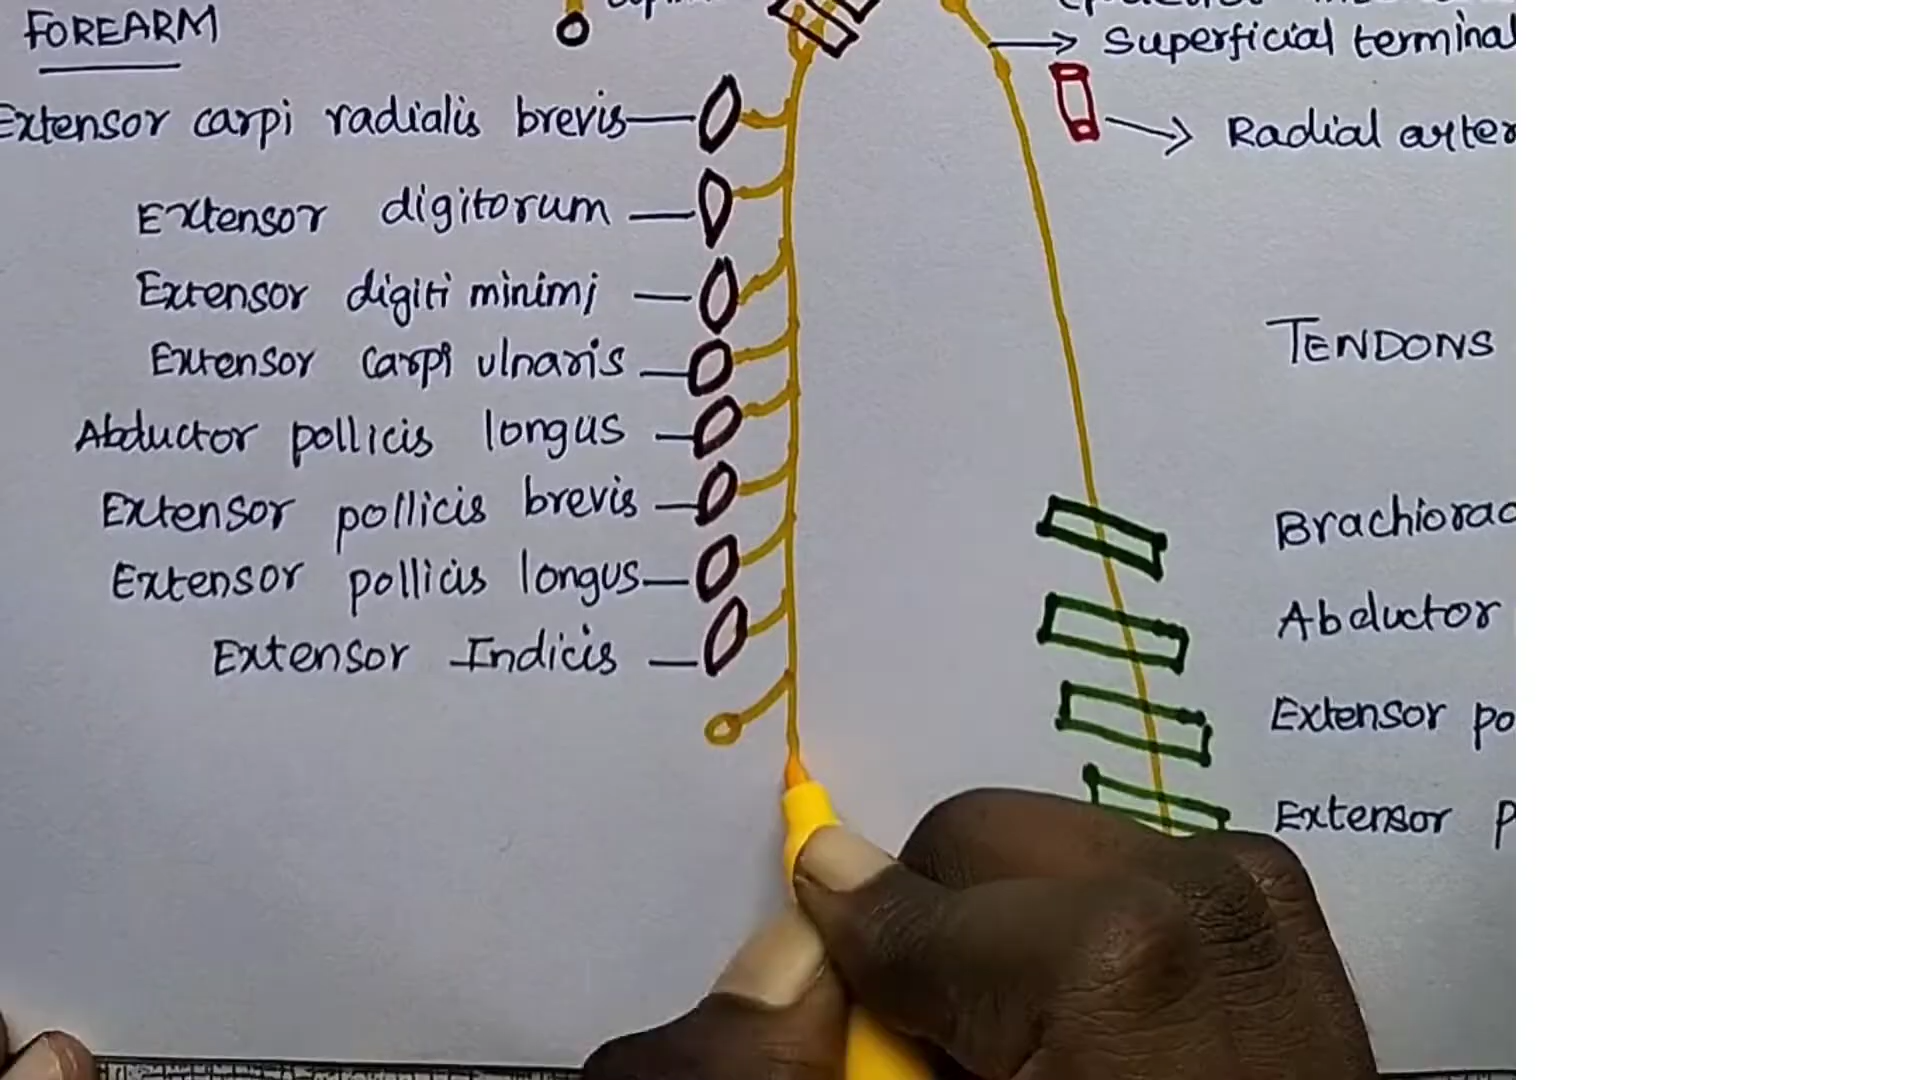 FOREARM
Superficial terminal
Extensor carpi radialis brevis
Radial arter
Extensor digitorum
Extensor digiti minimi
TENDONS
Extensor carpi ulnaris
Abductor pollicis longus
Extensor pollicis brevis
Brachiorad
Extensor pollicis longus
Abductor
Extensor Indicis
Extensor po
Extensor p